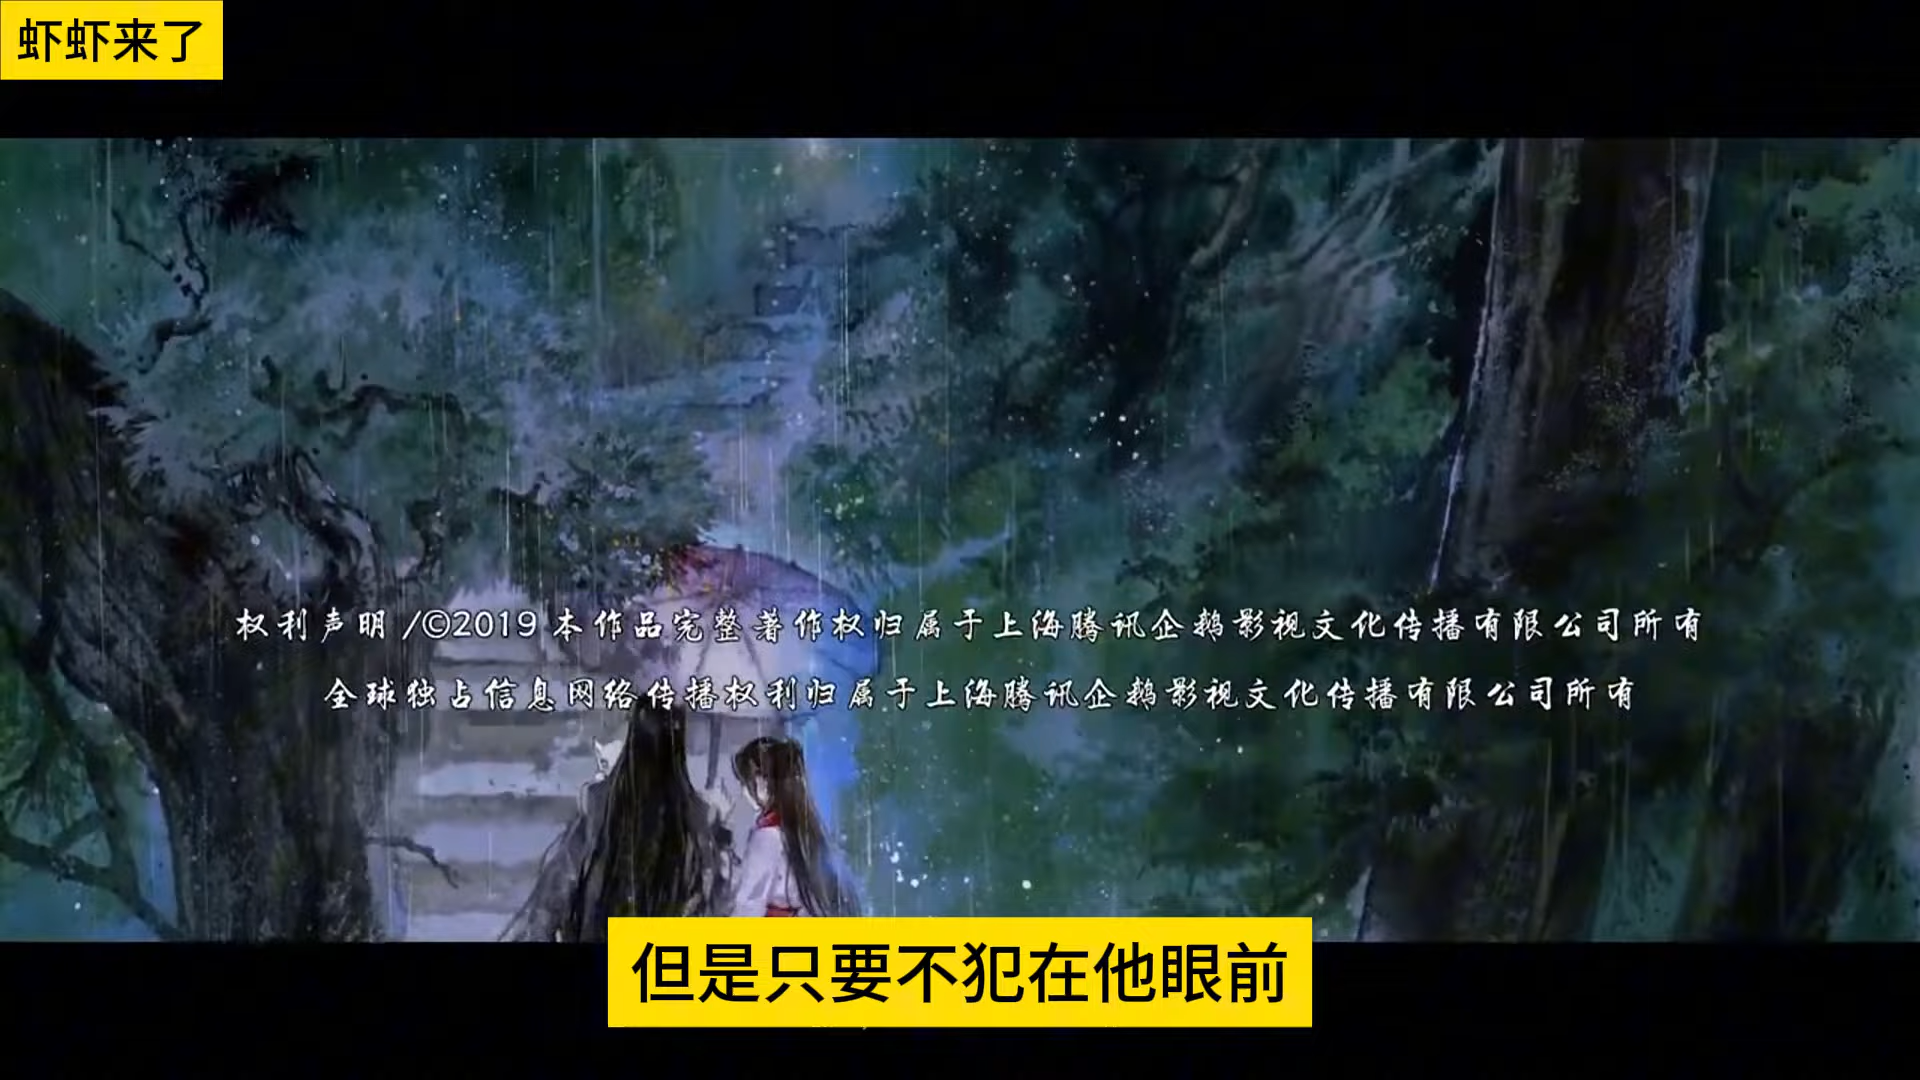 虾虾来了
权利声明/©2019本作品完整著作权归属于上海腾讯企鹅影视文化传播有限公司所有
全球独占信息网络传播权利归属于上海腾讯企鹅影视文化传播有限公司所有
但是只要不犯在他眼前